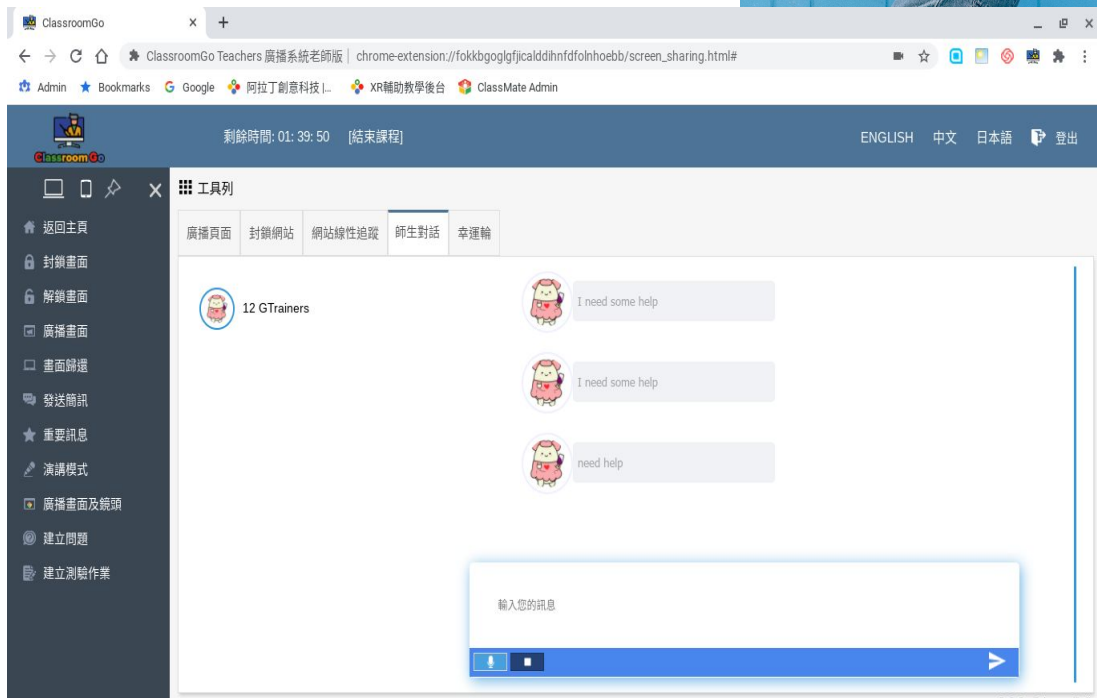 ClassroomGo
ClassroomGo Teachers 廣播系統老師版 | chrome-extension://fokkbgoglgfjicalddihnfdfolnhoebb/screen_sharing.html#
Admin Bookmarks Google 阿拉丁創意科技 |... XR輔助教學後台 ClassMate Admin
ClassroomGo
剩餘時間: 01: 39: 50 [結束課程]
ENGLISH 中文 日本語 登出
工具列
廣播頁面 封鎖網站 網站線性追蹤 師生對話 幸運輪
返回主頁
封鎖畫面
解鎖畫面
廣播畫面
畫面歸還
發送簡訊
重要訊息
演講模式
廣播畫面及鏡頭
建立問題
建立測驗作業
12 GTrainers
I need some help
I need some help
need help
輸入您的訊息